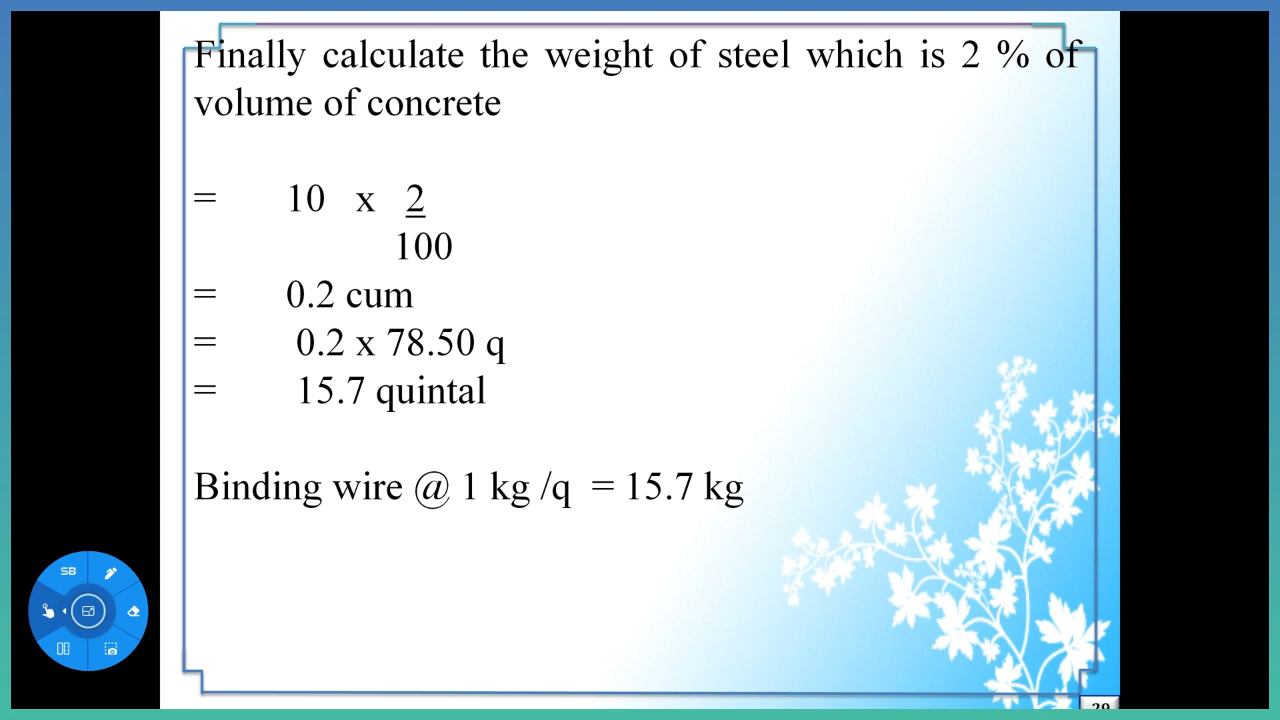 Finally calculate the weight of steel which is 2 % of
volume of concrete
= 10 x 2
100
= 0.2 cum
= 0.2 x 78.50 q
= 15.7 quintal
Binding wire @ 1 kg /q = 15.7 kg
SB